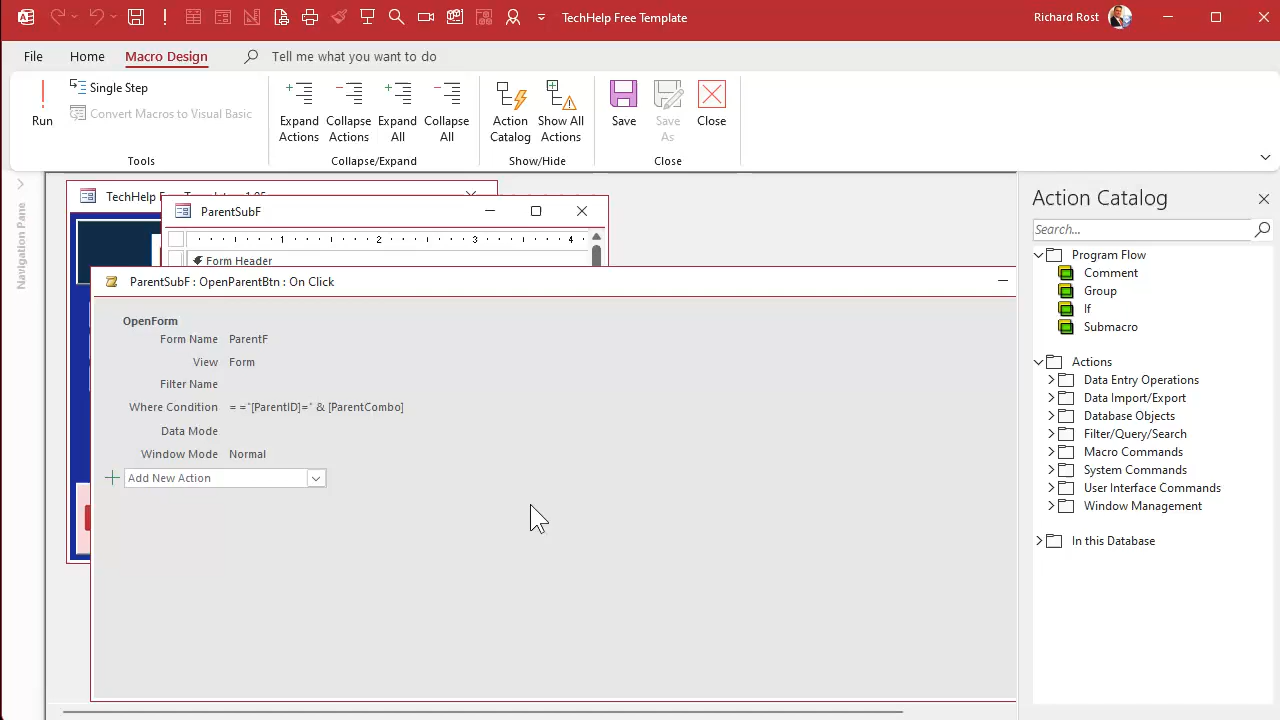 TechHelp Free Template
Richard Rost
File
Home
Macro Design
Tell me what you want to do
Run
Single Step
Convert Macros to Visual Basic
Expand Actions
Collapse Actions
Expand All
Collapse All
Action Catalog
Show All Actions
Save
Save As
Close
Tools
Collapse/Expand
Show/Hide
Close
Navigation Pane
ParentSubF
1 2 3 4
Form Header
ParentSubF : OpenParentBtn : On Click
OpenForm
Form Name ParentF
View Form
Filter Name
Where Condition = ="[ParentID]=" & [ParentCombo]
Data Mode
Window Mode Normal
Add New Action
Action Catalog
Search...
Program Flow
Comment
Group
If
Submacro
Actions
Data Entry Operations
Data Import/Export
Database Objects
Filter/Query/Search
Macro Commands
System Commands
User Interface Commands
Window Management
In this Database